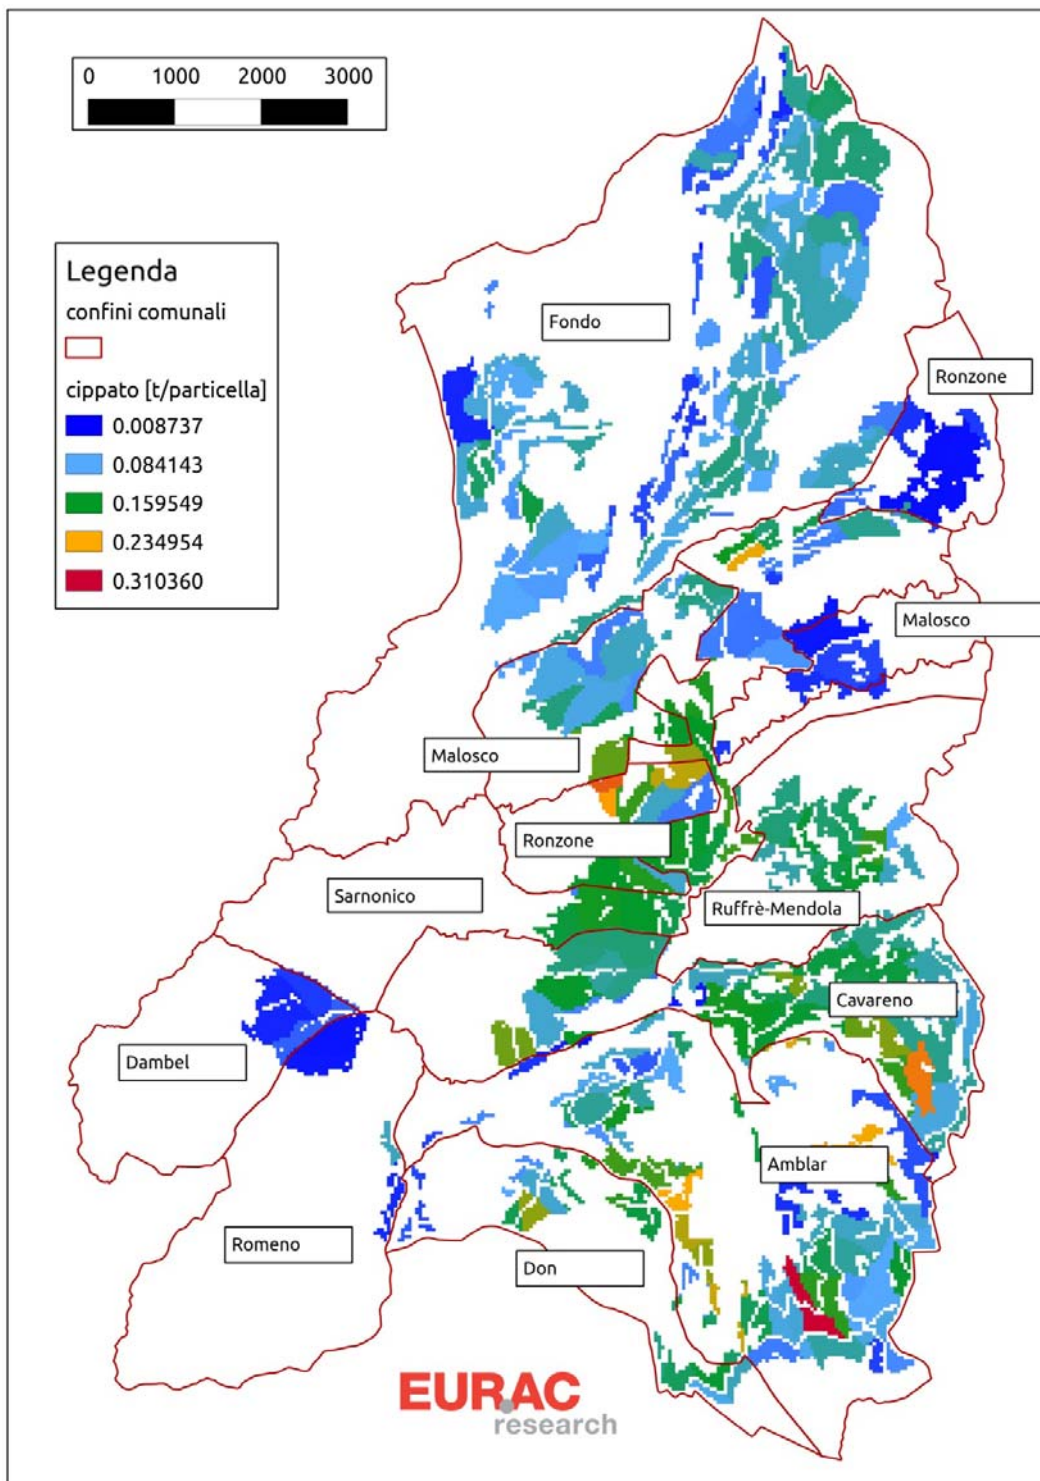 0 1000 2000 3000
Legenda
confini comunali
cippato [t/particella]
0.008737
0.084143
0.159549
0.234954
0.310360
Fondo
Ronzone
Malosco
Malosco
Ronzone
Sarnonico
Ruffrè-Mendola
Cavareno
Dambel
Amblar
Romeno
Don
EURAC
research